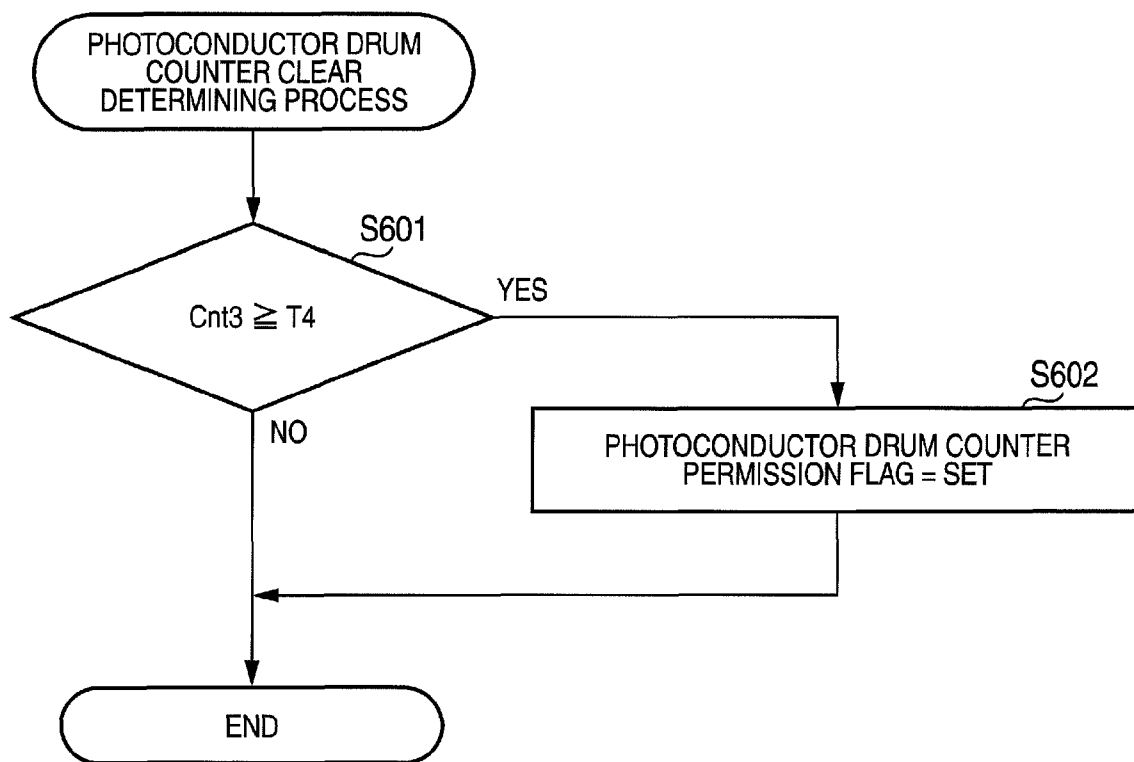 PHOTOCONDUCTOR DRUM
COUNTER CLEAR
DETERMINING PROCESS
S601
Cnt3 ≧ T4
YES
NO
S602
PHOTOCONDUCTOR DRUM COUNTER
PERMISSION FLAG = SET
END